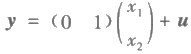 y = (0 1) ( x₁ x₂ ) + u